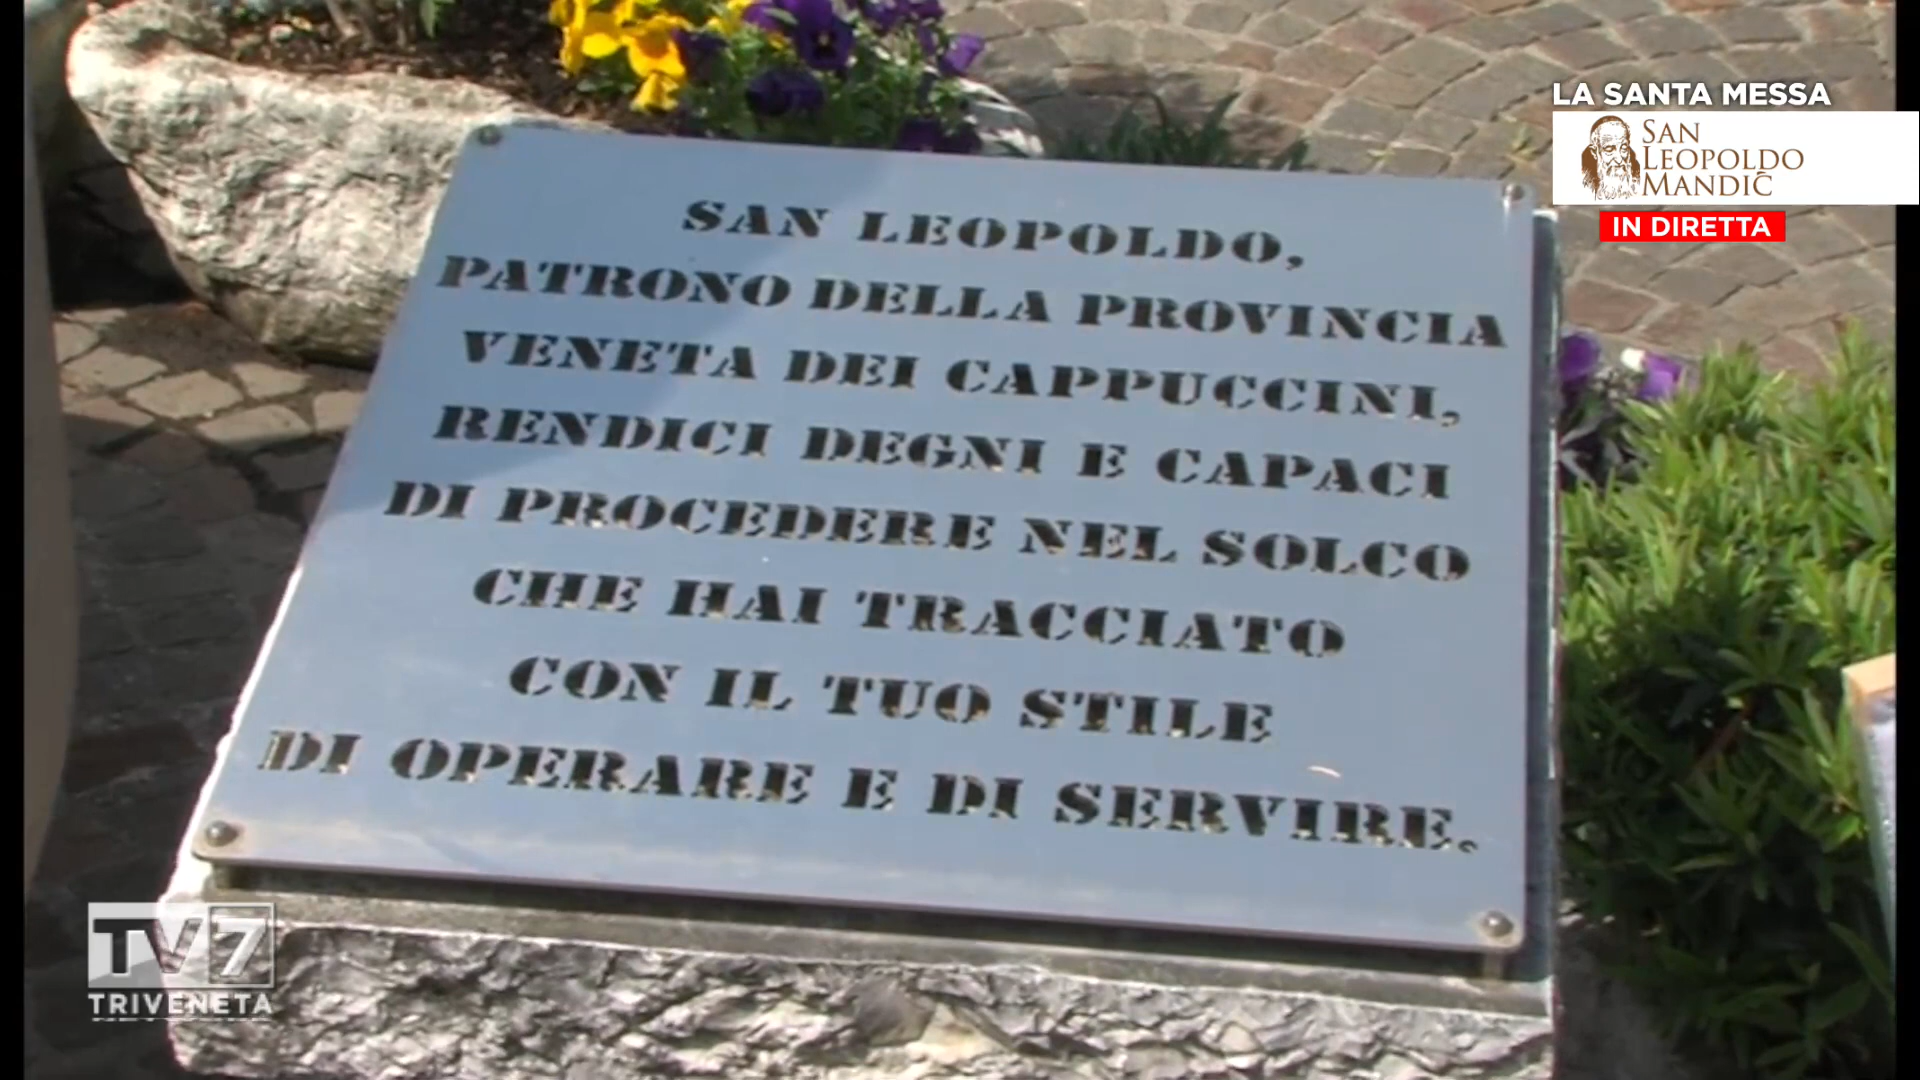 LA SANTA MESSA
SAN
LEOPOLDO
MANDIĆ
IN DIRETTA
SAN LEOPOLDO,
PATRONO DELLA PROVINCIA
VENETA DEI CAPPUCCINI,
RENDICI DEGNI E CAPACI
DI PROCEDERE NEL SOLCO
CHE HAI TRACCIATO
CON IL TUO STILE
DI OPERARE E DI SERVIRE.
TV7
TRIVENETA